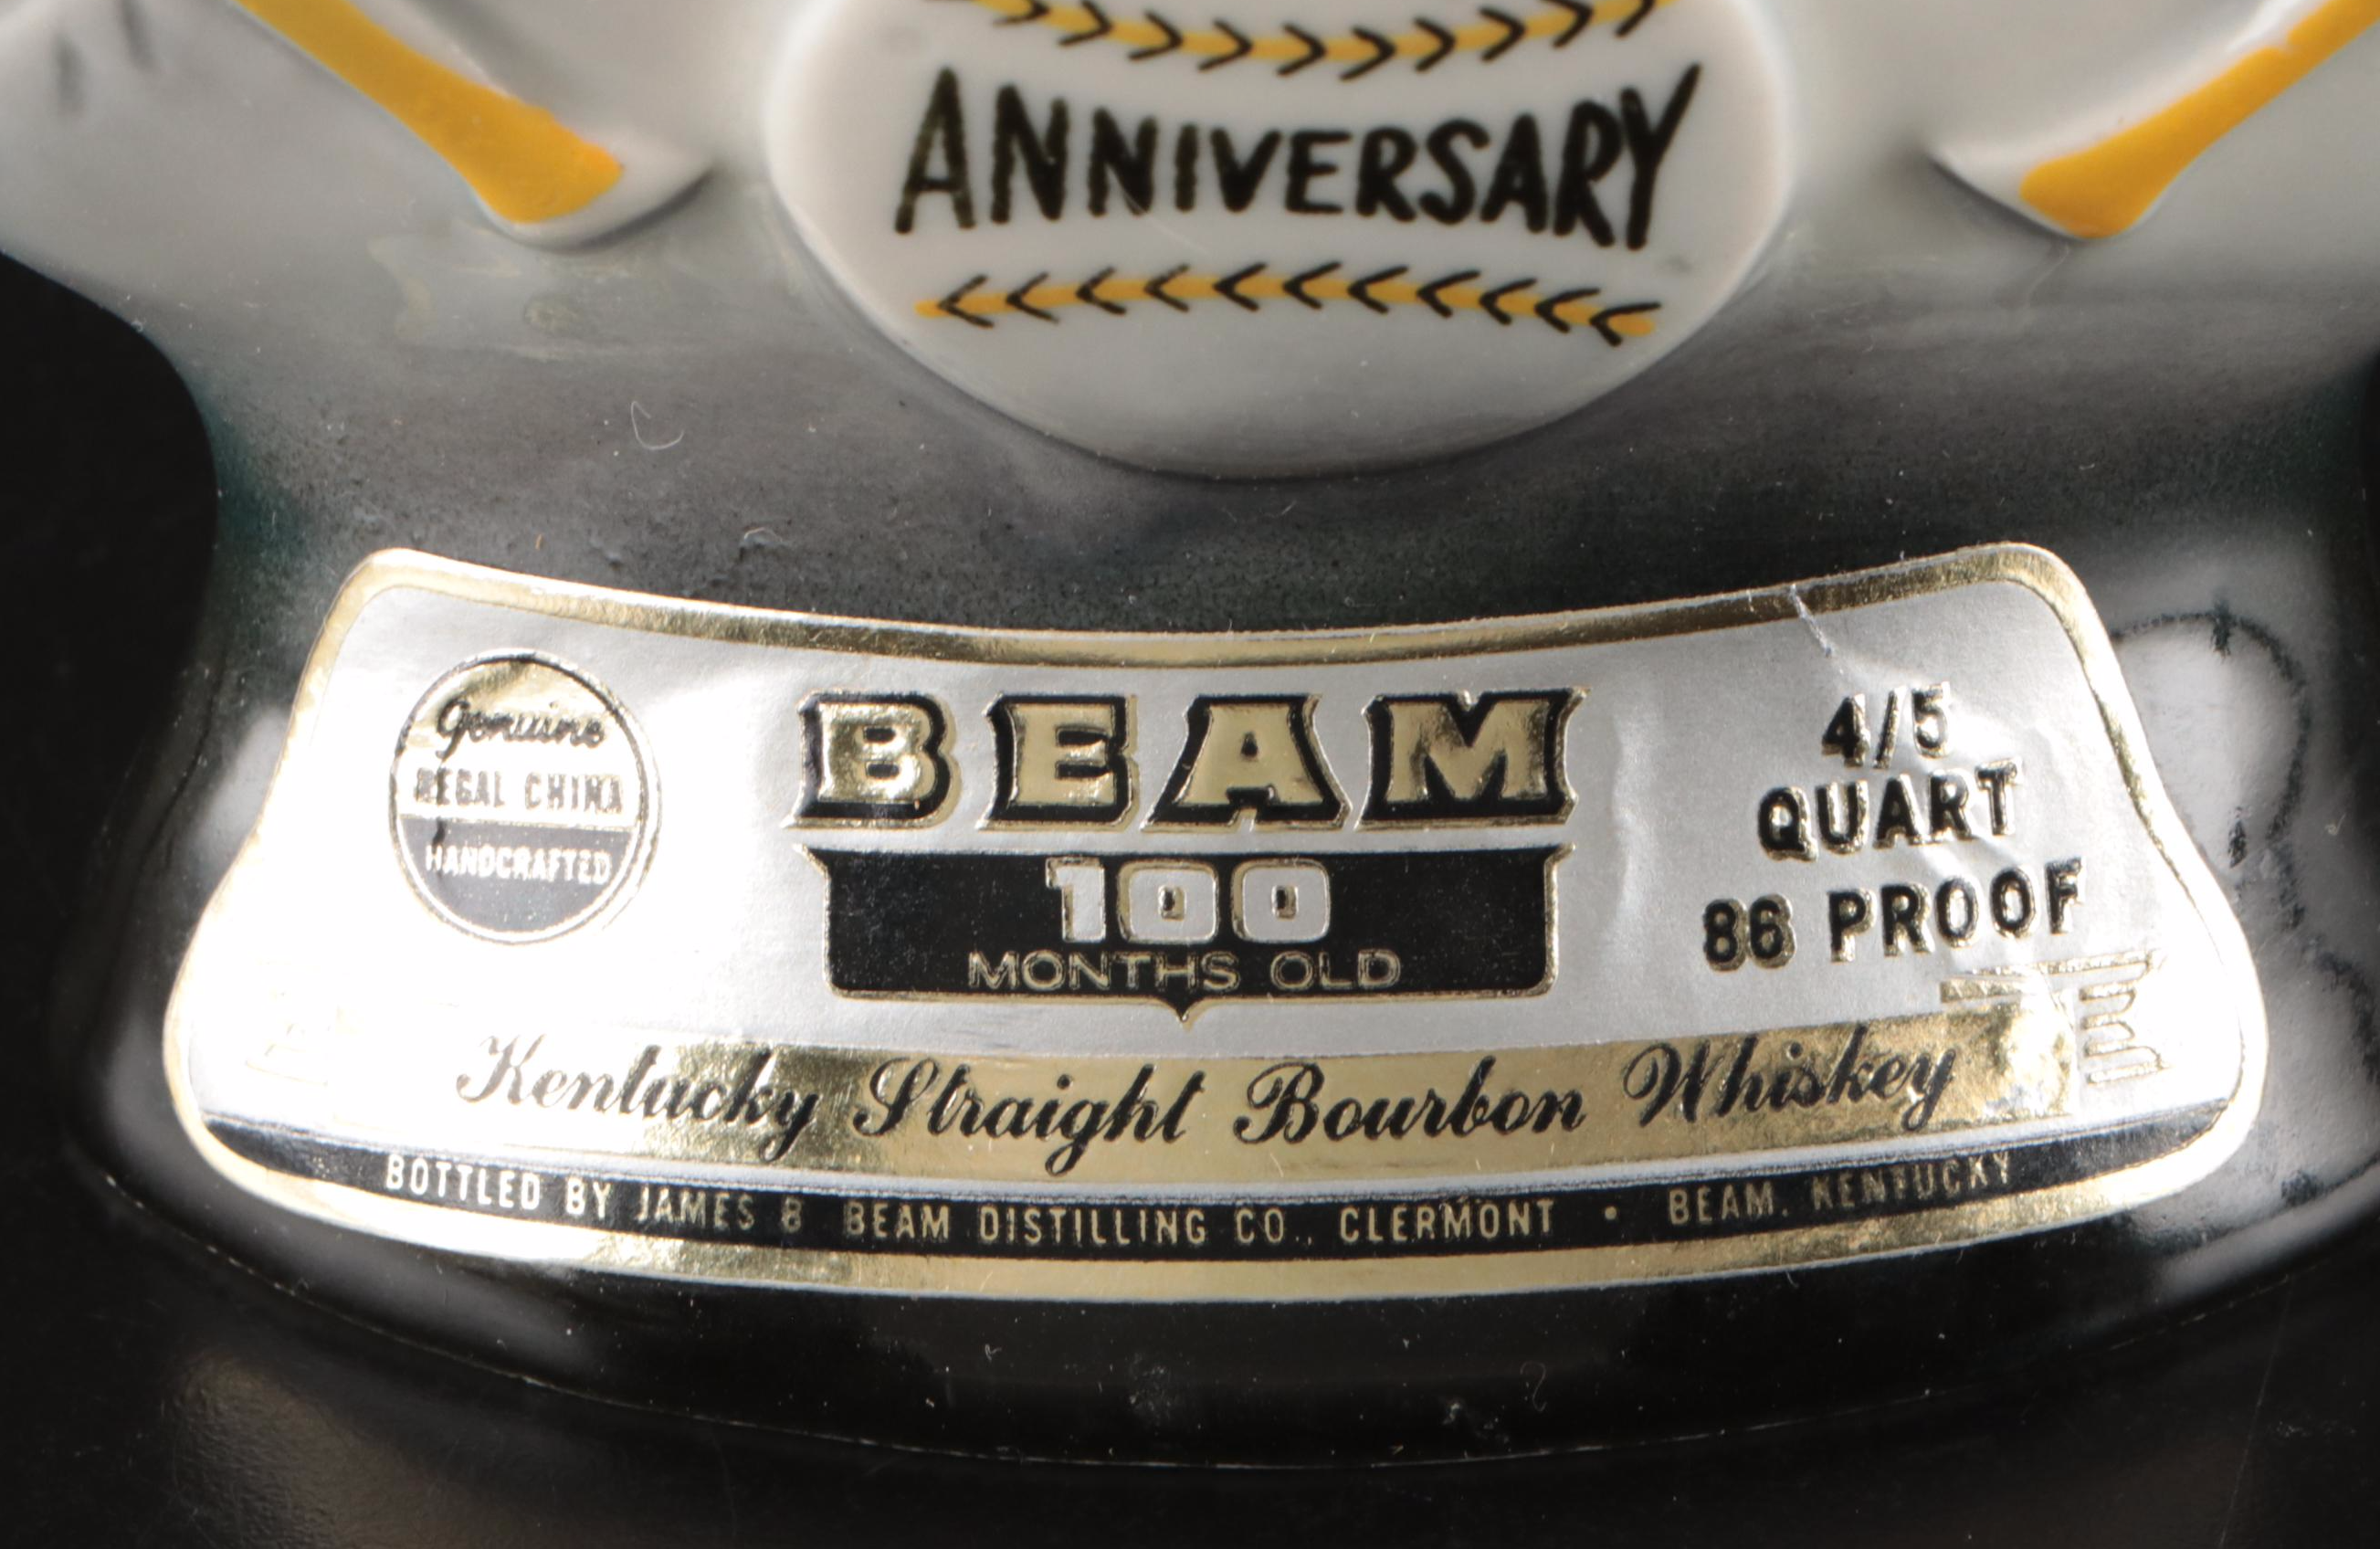 ANNIVERSARY
Genuine
REGAL CHINA
HANDCRAFTED
BEAM
100
MONTHS OLD
4/5
QUART
86 PROOF
Kentucky Straight Bourbon Whiskey
BOTTLED BY JAMES B BEAM DISTILLING CO., CLERMONT • BEAM, KENTUCKY